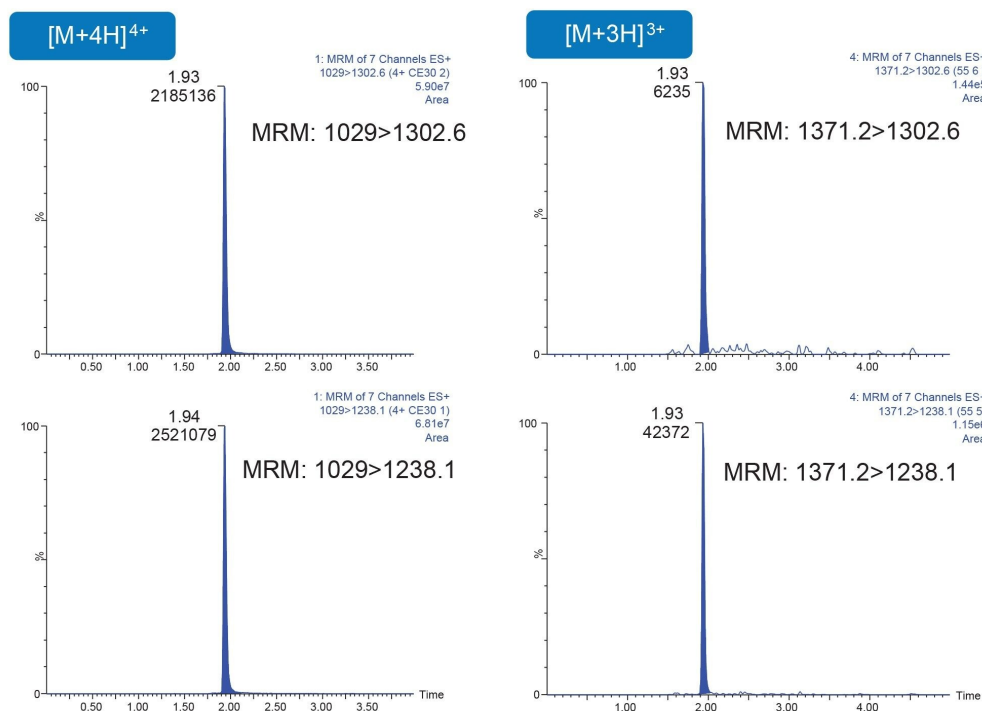 [M+4H]4+
1: MRM of 7 Channels ES+
1029>1302.6 (4+ CE30 2)
5.90e7
Area
1.93
2185136
MRM: 1029>1302.6
100
%
0
0.50 1.00 1.50 2.00 2.50 3.00 3.50
1: MRM of 7 Channels ES+
1029>1238.1 (4+ CE30 1)
6.81e7
Area
1.94
2521079
MRM: 1029>1238.1
100
%
0
0.50 1.00 1.50 2.00 2.50 3.00 3.50
Time
[M+3H]3+
4: MRM of 7 Channels ES+
1371.2>1302.6 (55 6
1.44e5
Area
1.93
6235
MRM: 1371.2>1302.6
100
%
0
1.00 2.00 3.00 4.00
4: MRM of 7 Channels ES+
1371.2>1238.1 (55 5
1.15e6
Area
1.93
42372
MRM: 1371.2>1238.1
100
%
0
1.00 2.00 3.00 4.00
Time